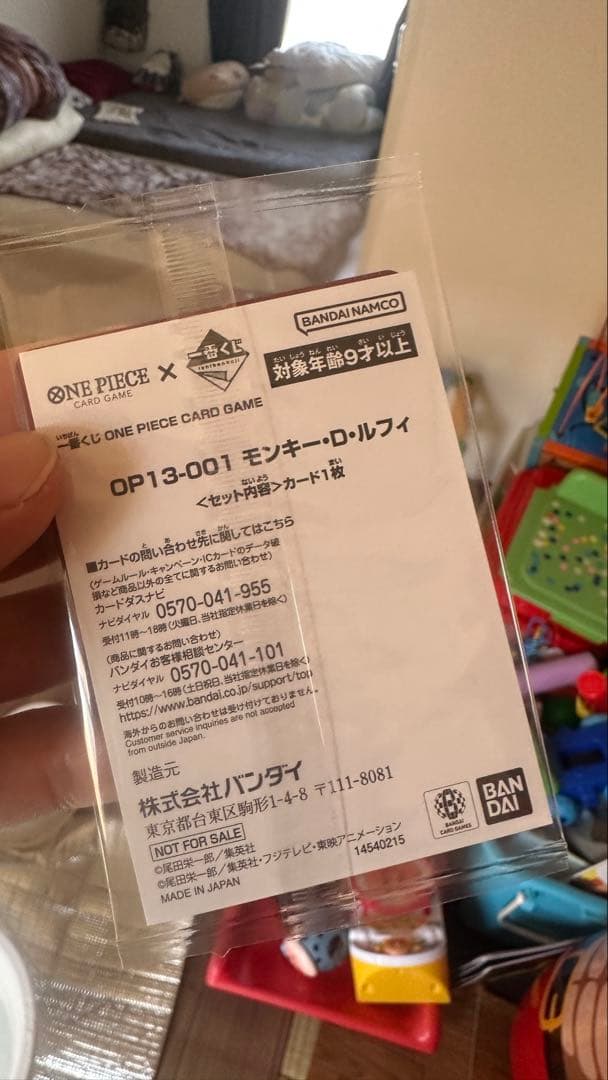 BANDAI NAMCO
ONE PIECE CARD GAME × 一番くじ ICHIBANKUJI
対象年齢9才以上
一番くじ ONE PIECE CARD GAME
OP13-001 モンキー・D・ルフィ
<セット内容>カード1枚
■カードの問い合わせ先に関してはこちら
(ゲームルール・キャンペーン・ICカードのデータ破
損など商品以外の全てに関するお問い合わせ)
カードダスナビ
ナビダイヤル 0570-041-955
受付11時～18時(火曜日、当社指定休業日を除く)
(商品に関するお問い合わせ)
バンダイお客様相談センター
ナビダイヤル 0570-041-101
受付10時～16時(土日祝日、当社指定休業日を除く)
https://www.bandai.co.jp/support/top
海外からのお問い合わせは受け付けておりません。
Customer service inquiries are not accepted
from outside Japan.
製造元
株式会社バンダイ
東京都台東区駒形1-4-8 〒111-8081
NOT FOR SALE
©尾田栄一郎／集英社
©尾田栄一郎／集英社・フジテレビ・東映アニメーション
MADE IN JAPAN
14540215
BANDAI
CARD GAMES
BAN
DAI